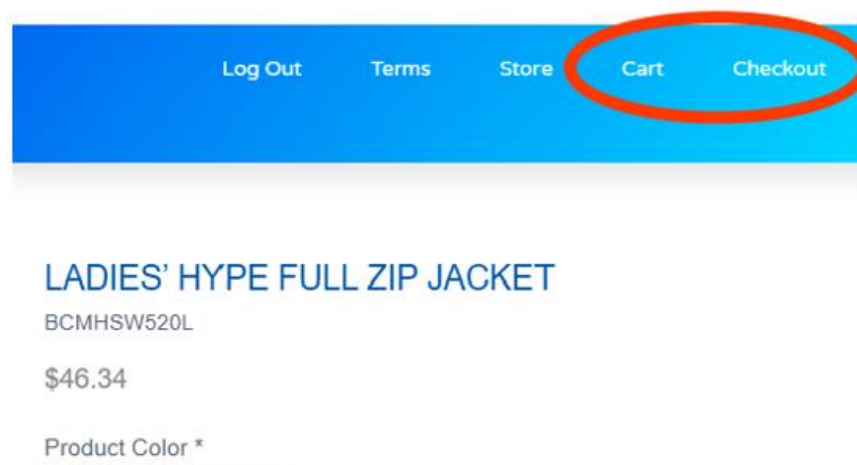 Log Out Terms Store Cart Checkout
LADIES’ HYPE FULL ZIP JACKET
BCMHSW520L
$46.34
Product Color *